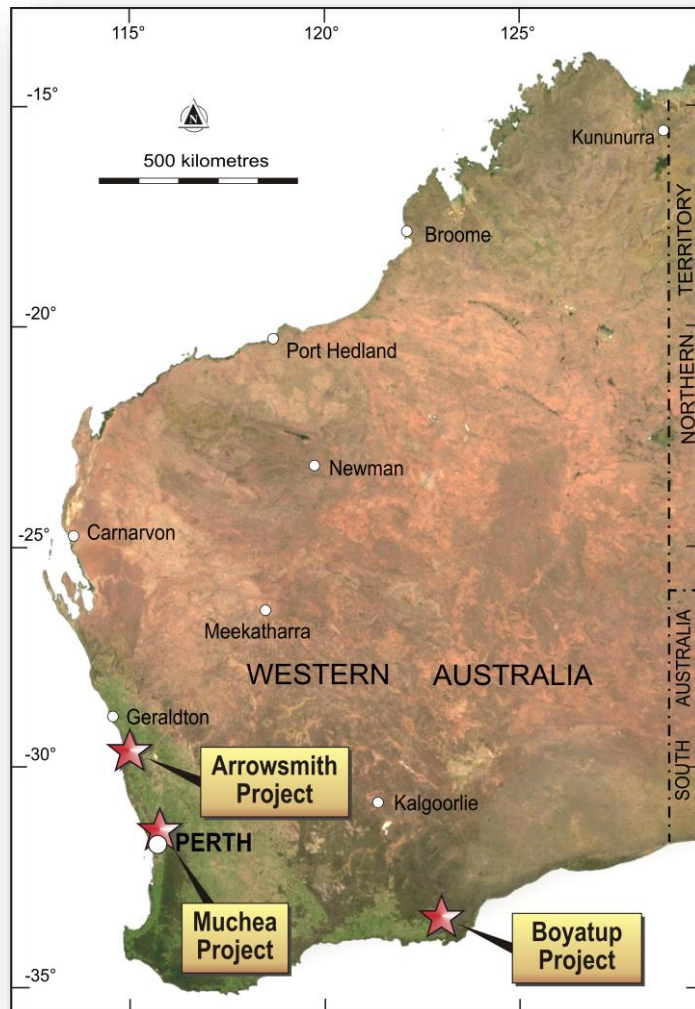 115°
120°
125°
-15°
N
500 kilometres
Kununurra
Broome
NORTHERN TERRITORY
-20°
Port Hedland
Newman
-25°
Carnarvon
Meekatharra
WESTERN AUSTRALIA
SOUTH AUSTRALIA
Geraldton
-30°
Arrowsmith
Project
Kalgoorlie
PERTH
Muchea
Project
Boyatup
Project
-35°